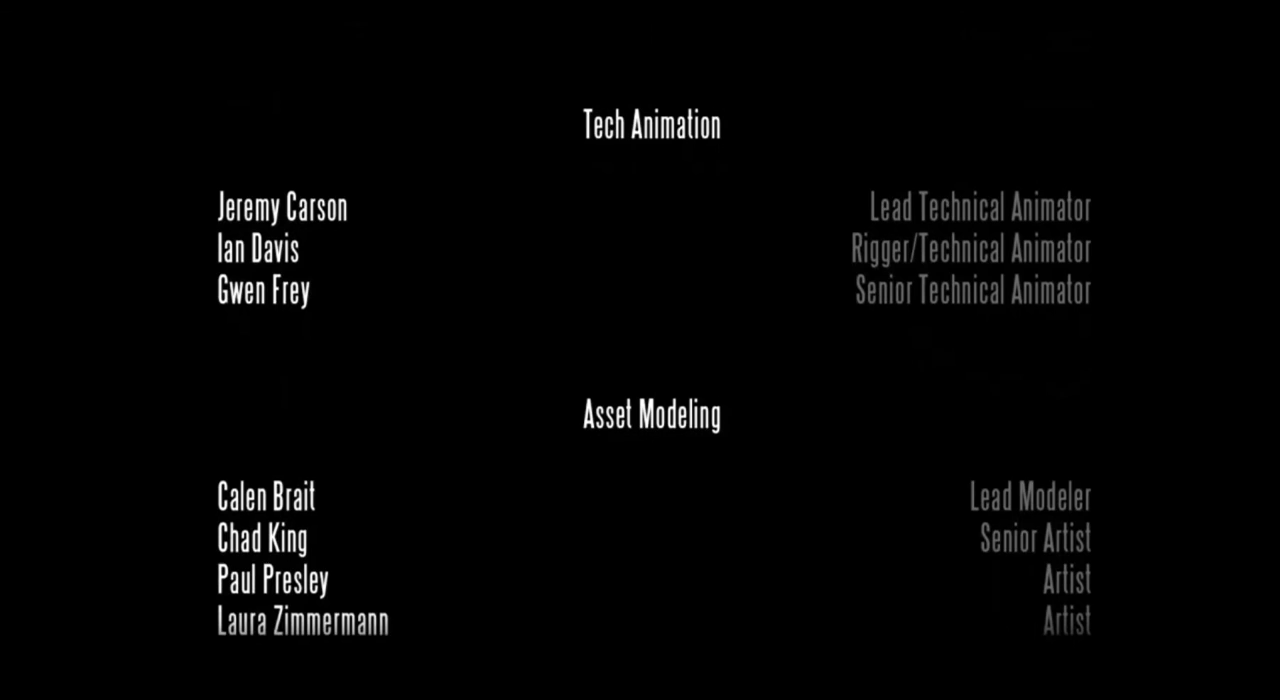 Tech Animation
Jeremy Carson Lead Technical Animator
Ian Davis Rigger/Technical Animator
Gwen Frey Senior Technical Animator
Asset Modeling
Calen Brait Lead Modeler
Chad King Senior Artist
Paul Presley Artist
Laura Zimmermann Artist